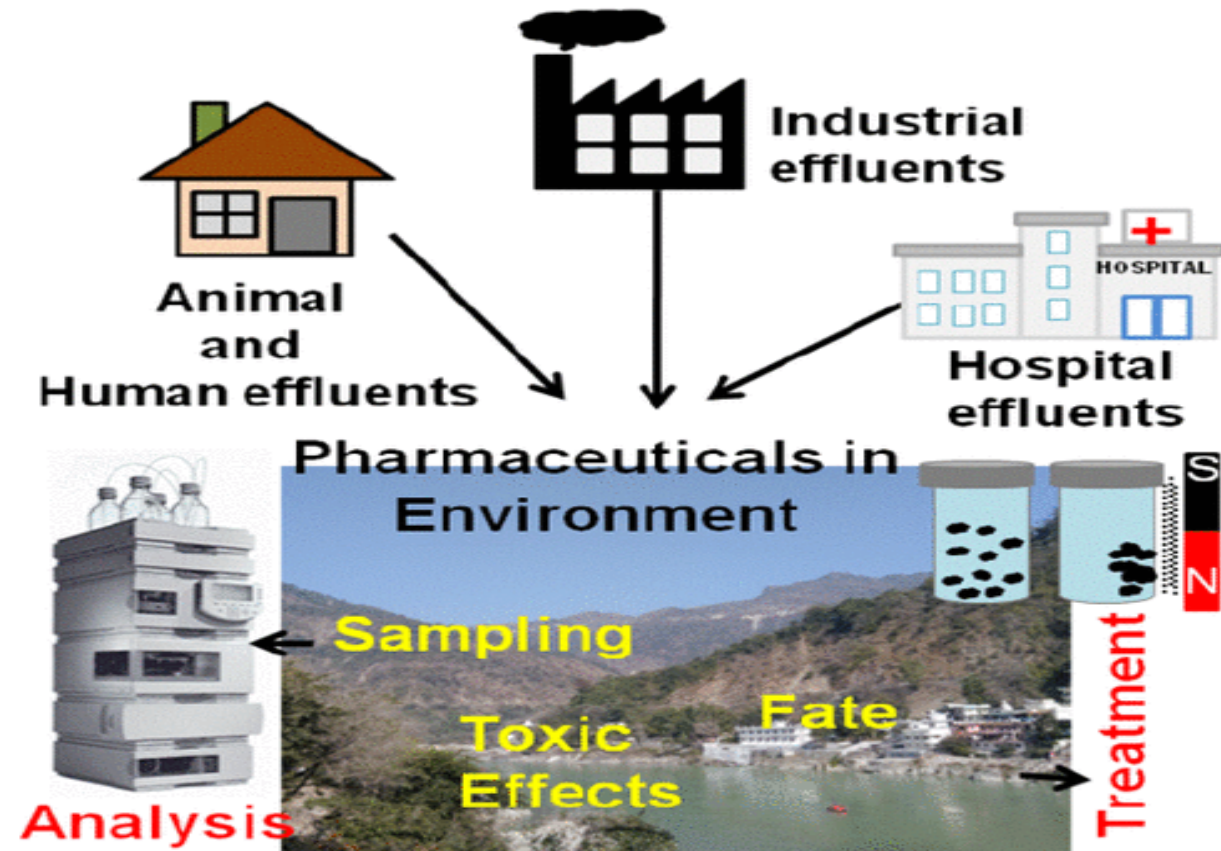 Industrial
effluents
HOSPITAL
Animal
and
Human effluents
Hospital
effluents
Pharmaceuticals in
Environment
S
N
Sampling
Fate
Toxic
Effects
Treatment
Analysis